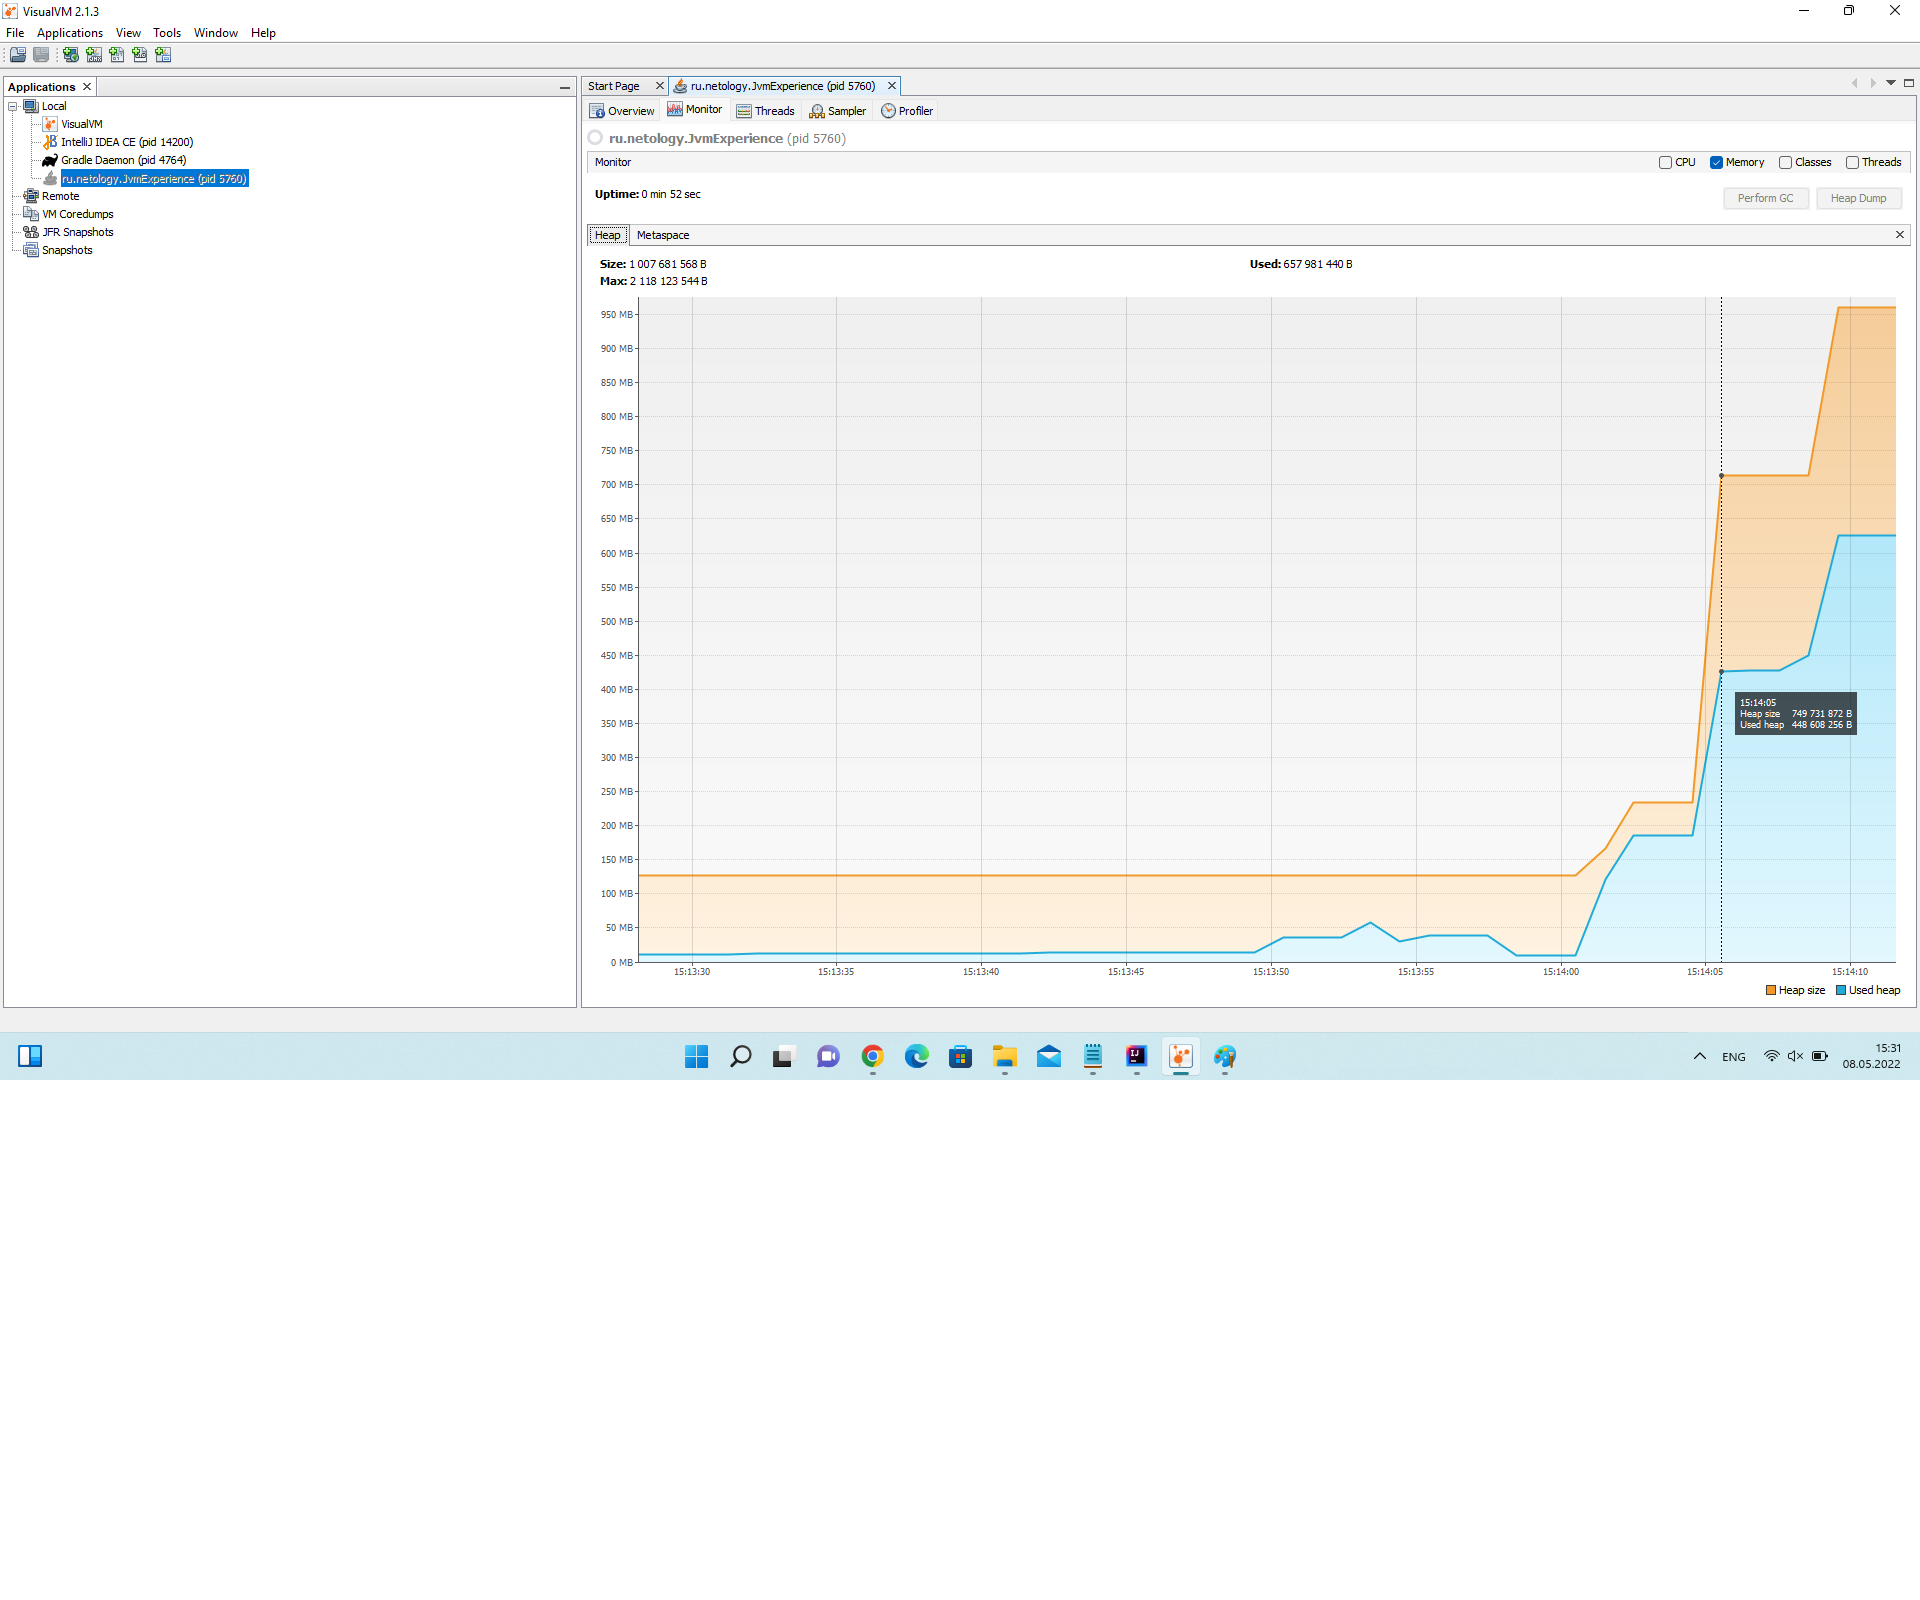 VisualVM 2.1.3
File Applications View Tools Window Help
Applications
Local
VisualVM
IntelliJ IDEA CE (pid 14200)
Gradle Daemon (pid 4764)
ru.netology.JvmExperience (pid 5760)
Remote
VM Coredumps
JFR Snapshots
Snapshots
Start Page ru.netology.JvmExperience (pid 5760)
Overview Monitor Threads Sampler Profiler
ru.netology.JvmExperience (pid 5760)
Monitor CPU Memory Classes Threads
Uptime: 0 min 52 sec Perform GC Heap Dump
Heap Metaspace
Size: 1 007 681 568 B Used: 657 981 440 B
Max: 2 118 123 544 B
950 MB
900 MB
850 MB
800 MB
750 MB
700 MB
650 MB
600 MB
550 MB
500 MB
450 MB
400 MB
350 MB
300 MB
250 MB
200 MB
150 MB
100 MB
50 MB
0 MB
15:14:05
Heap size 749 731 872 B
Used heap 448 608 256 B
15:13:30 15:13:35 15:13:40 15:13:45 15:13:50 15:13:55 15:14:00 15:14:05 15:14:10
Heap size Used heap
ENG 15:31
08.05.2022